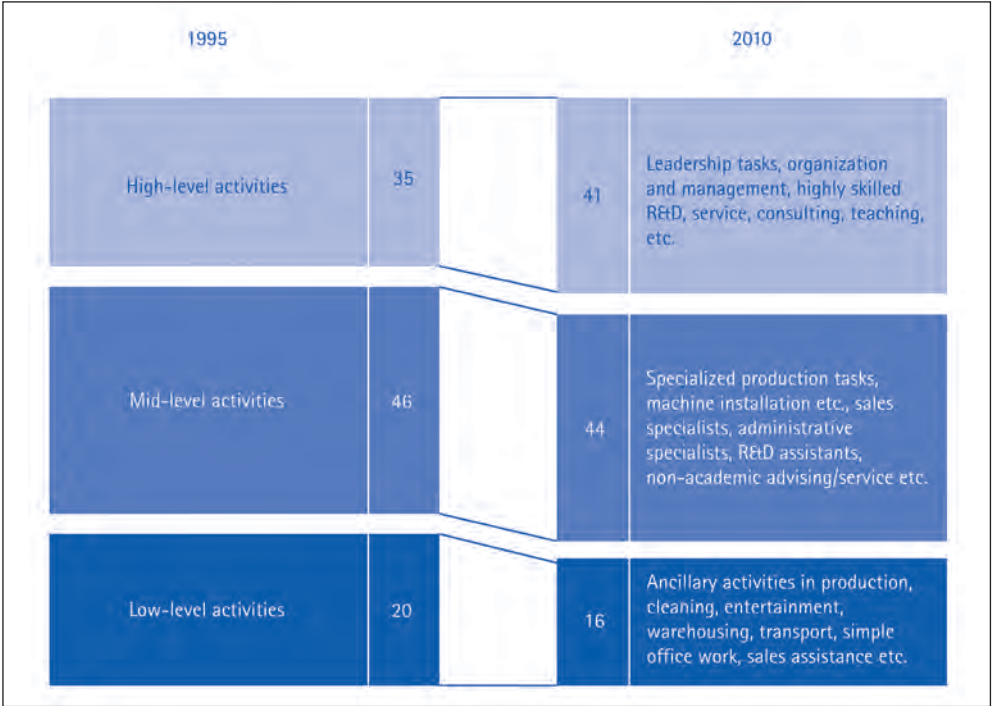 1995
2010
High-level activities
35
41
Leadership tasks, organization
and management, highly skilled
R&D, service, consulting, teaching,
etc.
Mid-level activities
46
44
Specialized production tasks,
machine installation etc., sales
specialists, administrative
specialists, R&D assistants,
non-academic advising/service etc.
Low-level activities
20
16
Ancillary activities in production,
cleaning, entertainment,
warehousing, transport, simple
office work, sales assistance etc.